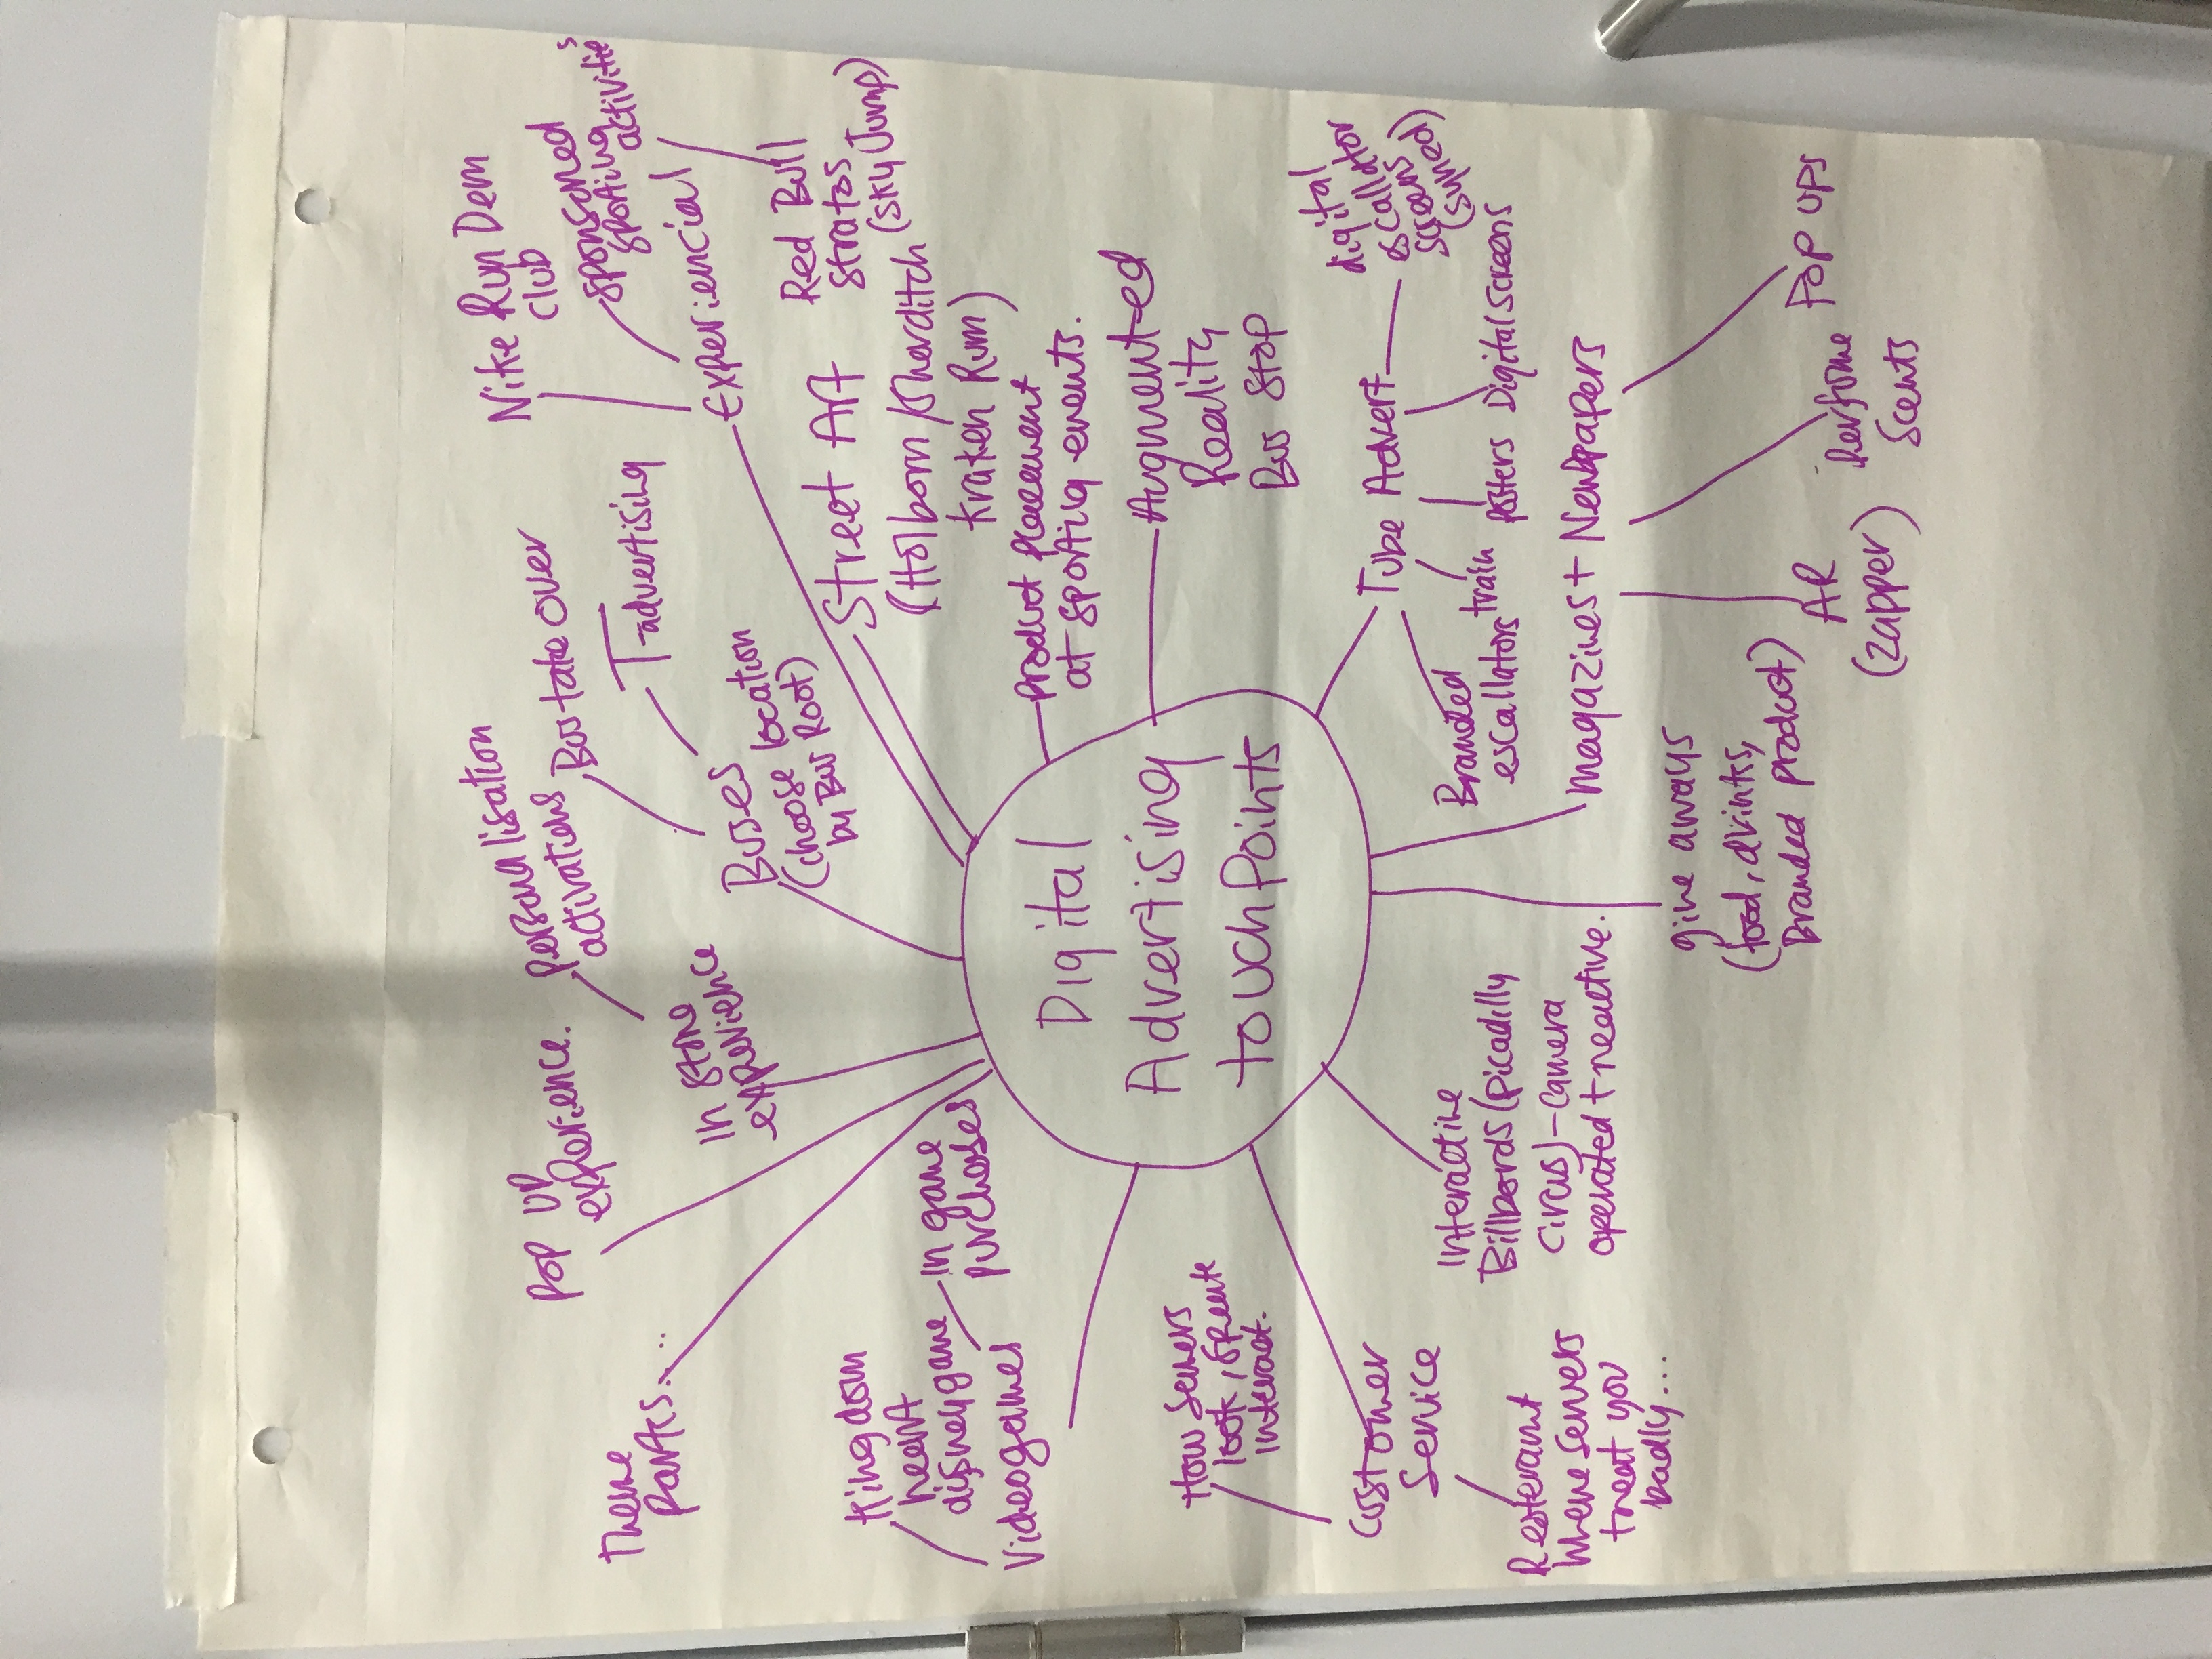 Digital
Advertising
touchpoints
Theme
Parks....
Pop up
experience.
In store
experience
personalisation
activations
Buses
(choose location
by Bus Root)
Bus take over
T-advertising
Experiencial
Nike Run Dem
club
sponsored
sporting
activities
Red Bull
stratos
(sky Jump)
Street Art
(Holborn/Shorditch
Kraken Rum)
product placement
at sporting events.
Augmented
Reality
Bus Stop
Tube Advert
digital
escallator
screens
(syned)
Branded
escallators
train
posters
Digital Screens
magazines + Newspapers
AR
(zapper)
Perfome
Scents
Pop ups
give aways
(food, drinks,
Branded product)
Interactive
Billbords (picadilly
circus) - camera
operated + reactive.
Customer
Service
How servers
look,
interact.
Resterant
where servers
treat you
badly...
Videogames
Kingdom
heart
disney game
In game
purchases